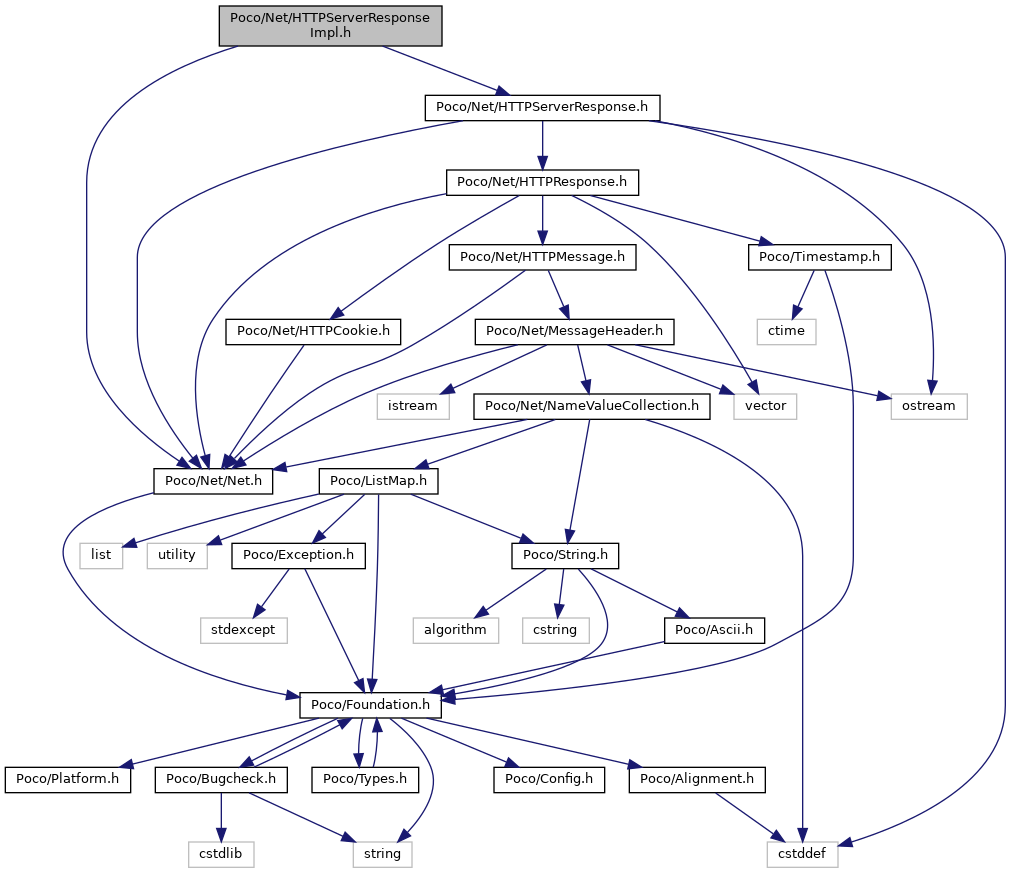 Poco/Net/HTTPServerResponse
Impl.h
Poco/Net/HTTPServerResponse.h
Poco/Net/HTTPResponse.h
Poco/Net/HTTPMessage.h
Poco/Timestamp.h
Poco/Net/HTTPCookie.h
Poco/Net/MessageHeader.h
ctime
istream
Poco/Net/NameValueCollection.h
vector
ostream
Poco/Net/Net.h
Poco/ListMap.h
list
utility
Poco/Exception.h
Poco/String.h
stdexcept
algorithm
cstring
Poco/Ascii.h
Poco/Foundation.h
Poco/Platform.h
Poco/Bugcheck.h
Poco/Types.h
Poco/Config.h
Poco/Alignment.h
cstdlib
string
cstddef